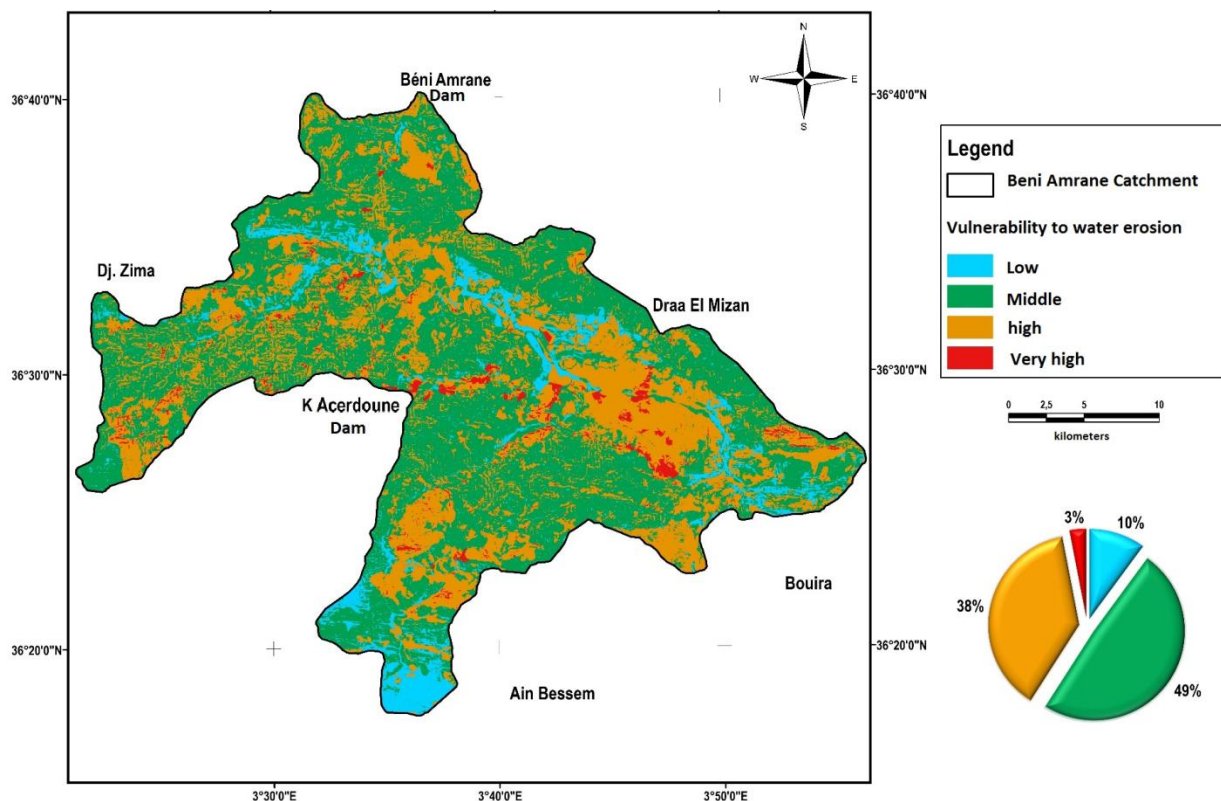 N
W
E
S
36°40'0"N
36°40'0"N
Béni Amrane
Dam
Dj. Zima
Draa El Mizan
36°30'0"N
36°30'0"N
K Acerdoune
Dam
Bouira
36°20'0"N
36°20'0"N
Ain Bessem
3°30'0"E
3°40'0"E
3°50'0"E
Legend
Beni Amrane Catchment
Vulnerability to water erosion
Low
Middle
high
Very high
0 2,5 5 10
kilometers
3%
10%
38%
49%